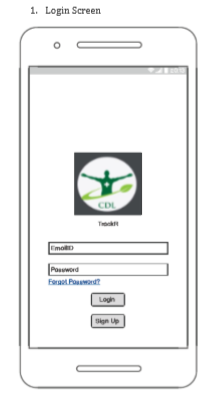 1. Login Screen
CDL
TrackR
EmailID
Password
Forgot Password?
Login
Sign Up